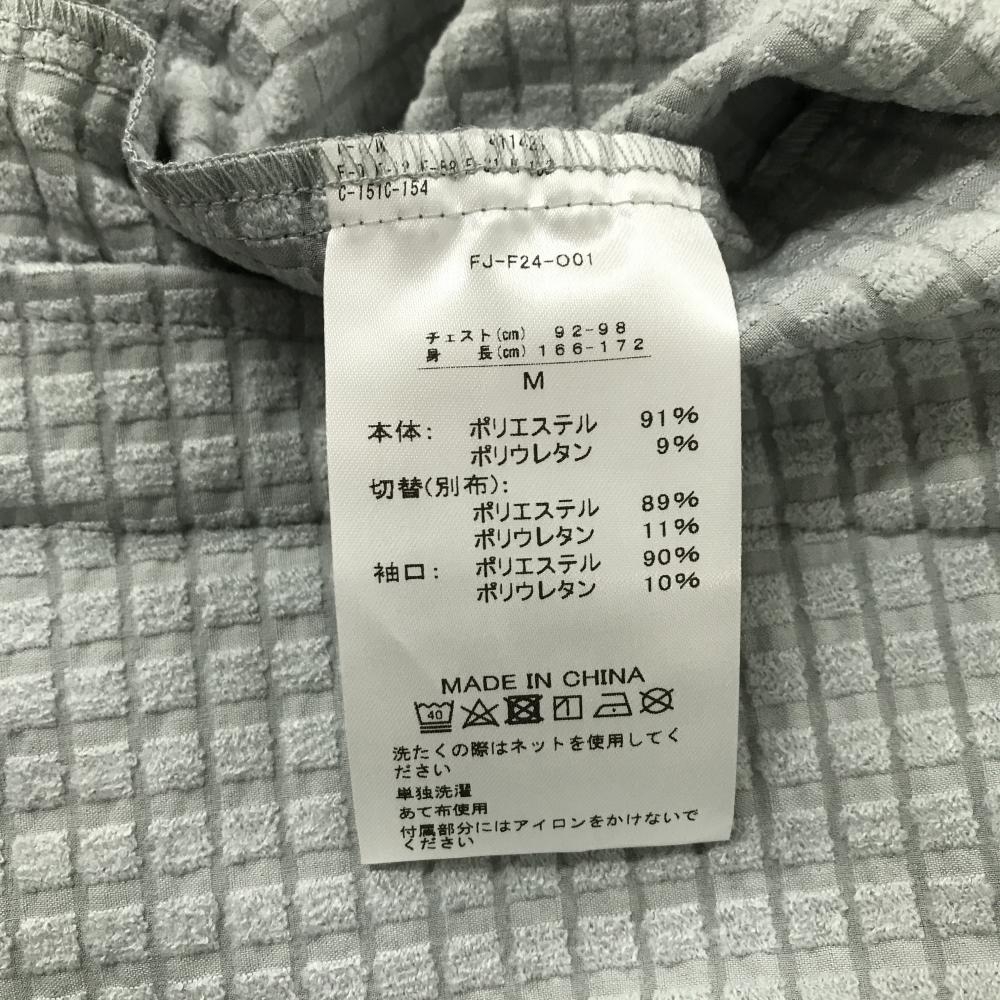 C-151C-154
FJ-F24-001
チェスト(cm) 92-98
身 長(cm) 166-172
M
本体: ポリエステル 91%
ポリウレタン 9%
切替(別布):
ポリエステル 89%
ポリウレタン 11%
袖口: ポリエステル 90%
ポリウレタン 10%
MADE IN CHINA
40
洗たくの際はネットを使用してく
ださい
単独洗濯
あて布使用
付属部分にはアイロンをかけないで
ください